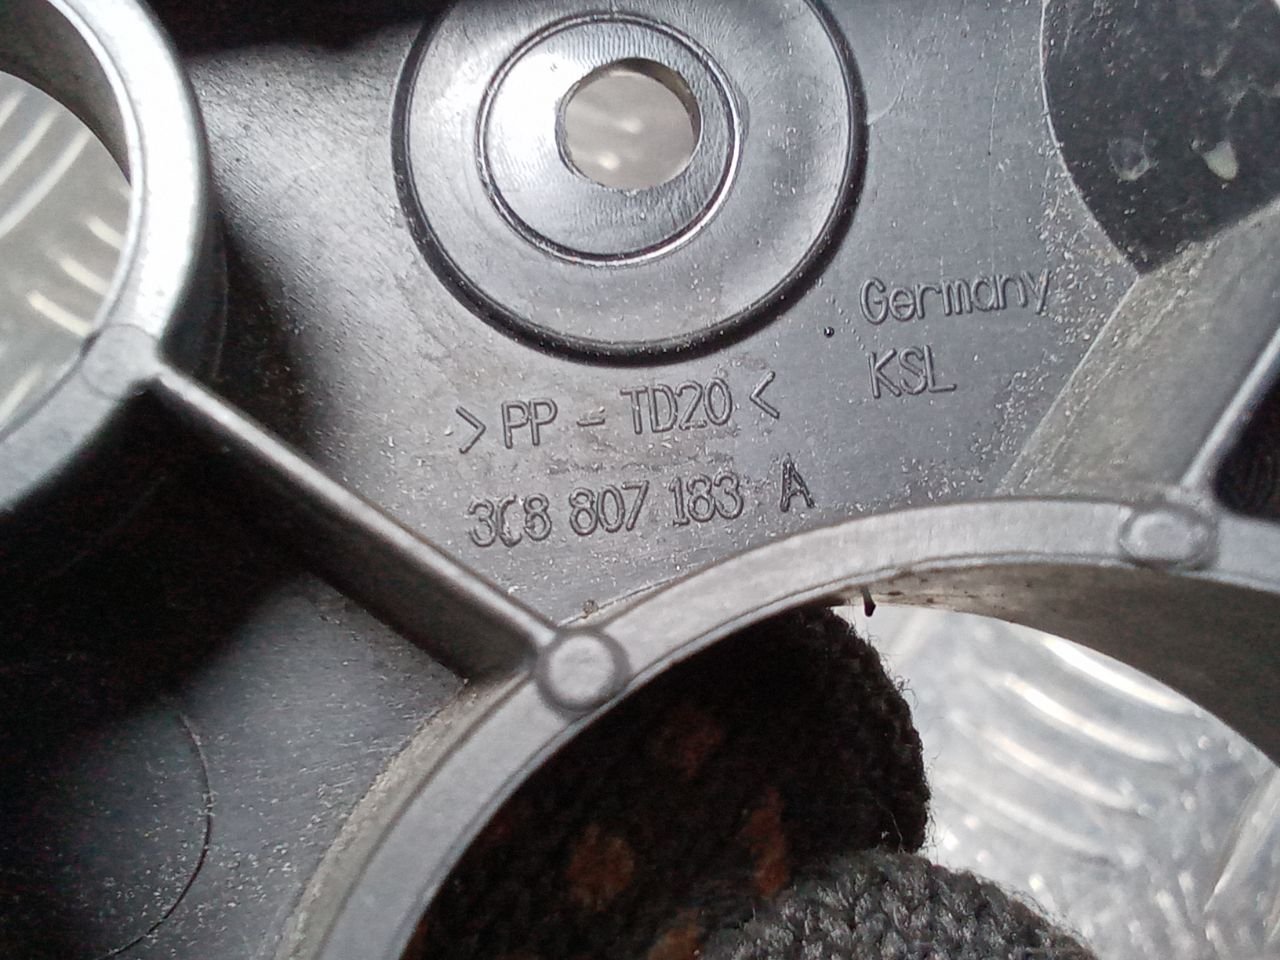 Germany
KSL
>PP-TD20<
3C8 807 183 A